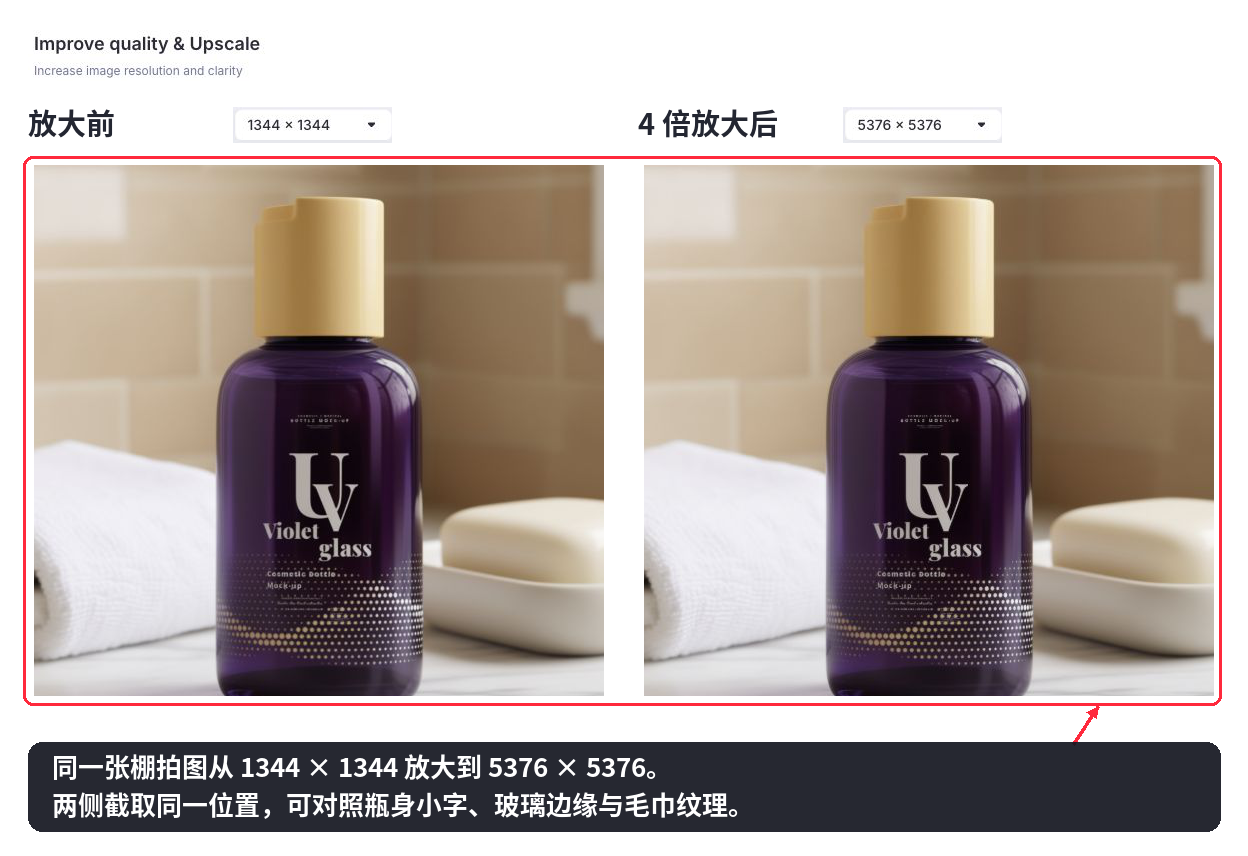 Improve quality & Upscale
Increase image resolution and clarity
放大前
1344 × 1344
4 倍放大后
5376 × 5376
BOTTLE MOCK-UP
UV
Violet
glass
Cosmetic Bottle
Mock-up
BOTTLE MOCK-UP
UV
Violet
glass
Cosmetic Bottle
Mock-up
同一张棚拍图从 1344 × 1344 放大到 5376 × 5376。
两侧截取同一位置，可对照瓶身小字、玻璃边缘与毛巾纹理。